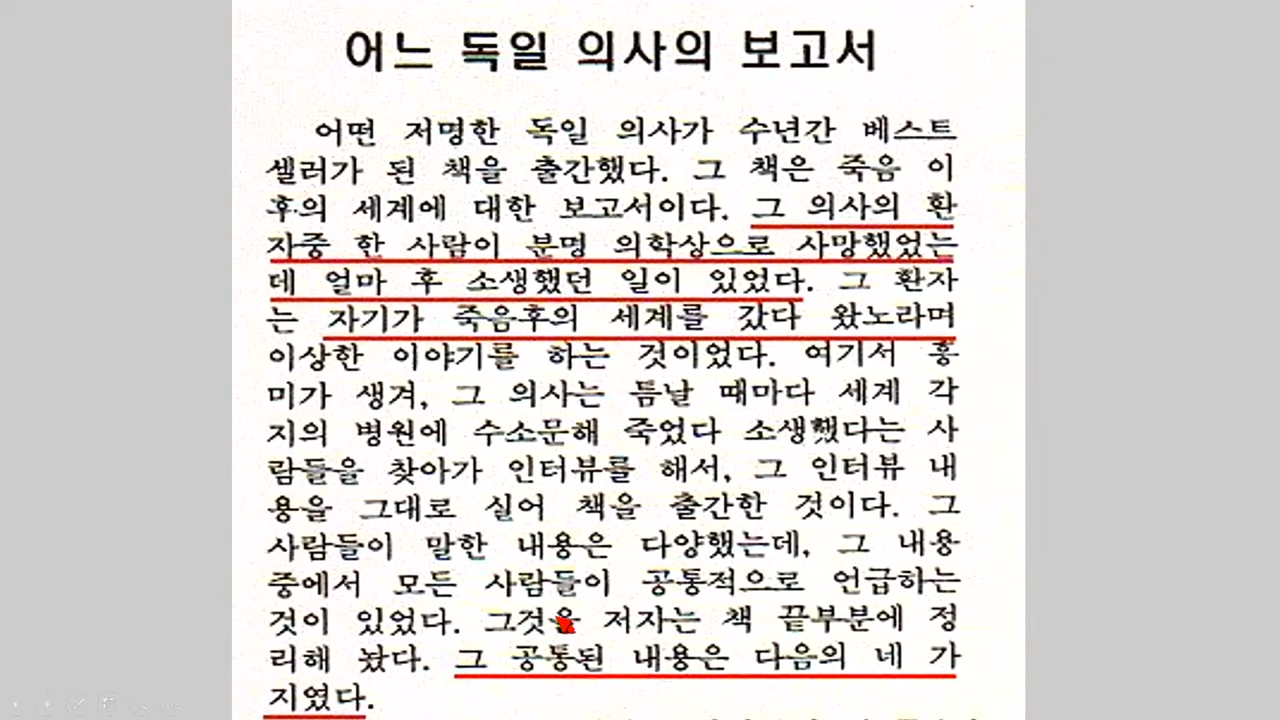 어느 독일 의사의 보고서
어떤 저명한 독일 의사가 수년간 베스트
셀러가 된 책을 출간했다. 그 책은 죽음 이
후의 세계에 대한 보고서이다. 그 의사의 환
자중 한 사람이 분명 의학상으로 사망했었는
데 얼마 후 소생했던 일이 있었다. 그 환자
는 자기가 죽음후의 세계를 갔다 왔노라며
이상한 이야기를 하는 것이었다. 여기서 흥
미가 생겨, 그 의사는 틈날 때마다 세계 각
지의 병원에 수소문해 죽었다 소생했다는 사
람들을 찾아가 인터뷰를 해서, 그 인터뷰 내
용을 그대로 실어 책을 출간한 것이다. 그
사람들이 말한 내용은 다양했는데, 그 내용
중에서 모든 사람들이 공통적으로 언급하는
것이 있었다. 그것을 저자는 책 끝부분에 정
리해 놨다. 그 공통된 내용은 다음의 네 가
지였다.